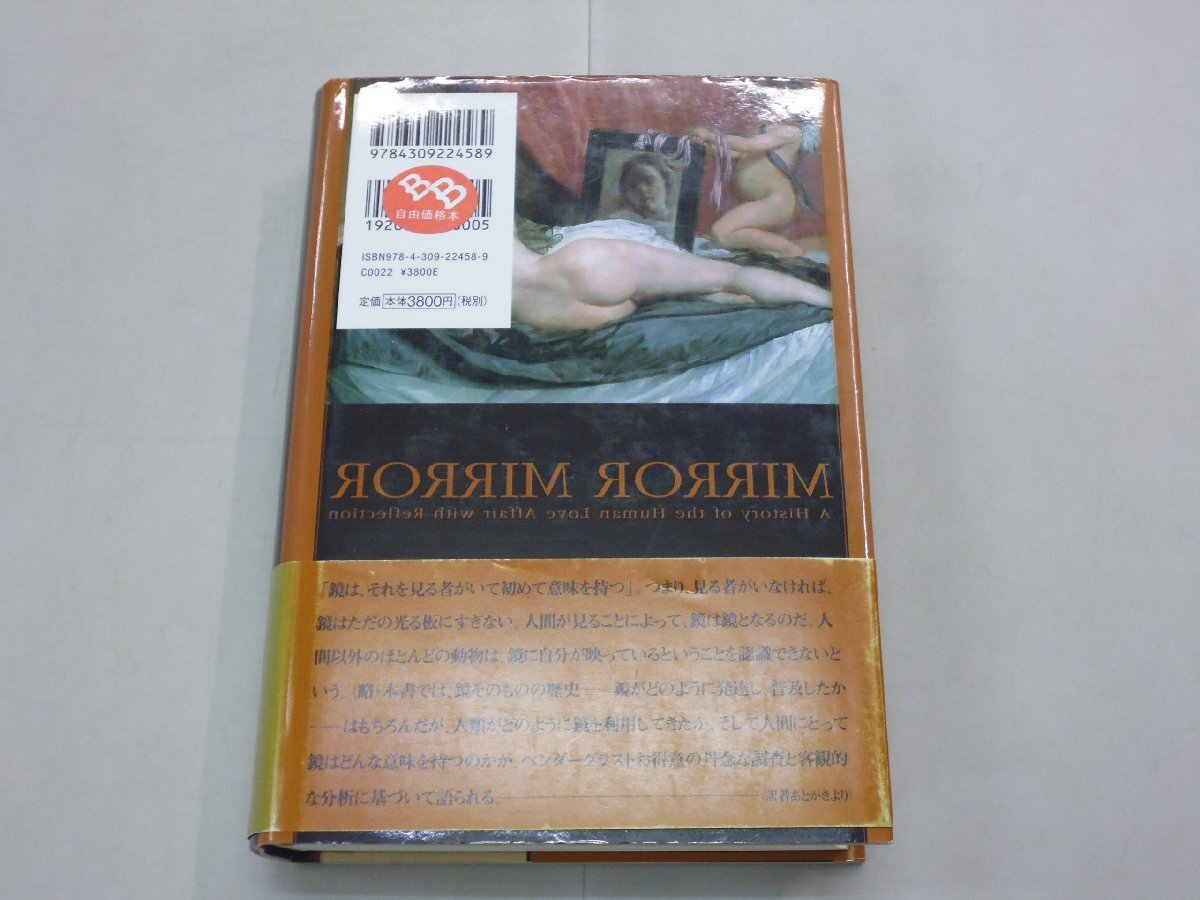 9784309224589
BB
自由価格本
192
005
ISBN978-4-309-22458-9
C0022 ¥3800E
定価 本体3800円(税別)
MIRROR MIRROR
A History of the Human Love Affair with Reflection
「鏡は、それを見る者がいて初めて意味を持つ」。つまり、見る者がいなければ、
鏡はただの光る板にすぎない。人間が見ることによって、鏡は鏡となるのだ。人
間以外のほとんどの動物は、鏡に自分が映っているということを認識できないと
いう。(略)本書では、鏡そのものの歴史――鏡がどのように発達し、普及したか
――はもちろんだが、人類がどのように鏡を利用してきたか、そして人間にとって
鏡はどんな意味を持つのかが、ペンダーグラストお得意の丹念な調査と客観的
な分析に基づいて語られる。――(訳者あとがきより)